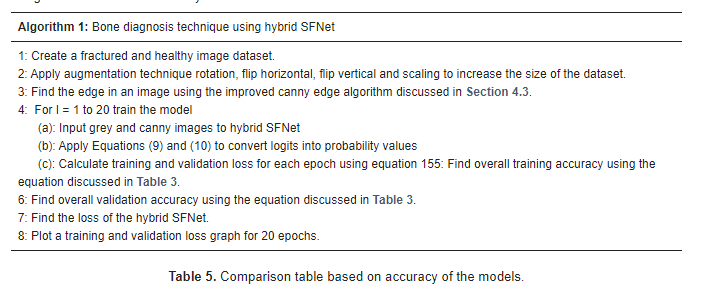 Algorithm 1: Bone diagnosis technique using hybrid SFNet
1: Create a fractured and healthy image dataset.
2: Apply augmentation technique rotation, flip horizontal, flip vertical and scaling to increase the size of the dataset.
3: Find the edge in an image using the improved canny edge algorithm discussed in Section 4.3.
4: For I = 1 to 20 train the model
(a): Input grey and canny images to hybrid SFNet
(b): Apply Equations (9) and (10) to convert logits into probability values
(c): Calculate training and validation loss for each epoch using equation 155: Find overall training accuracy using the
equation discussed in Table 3.
6: Find overall validation accuracy using the equation discussed in Table 3.
7: Find the loss of the hybrid SFNet.
8: Plot a training and validation loss graph for 20 epochs.
Table 5. Comparison table based on accuracy of the models.